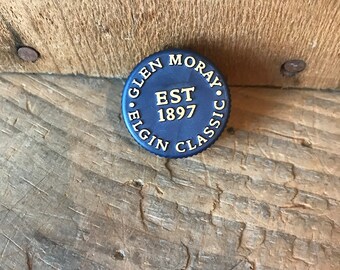 GLEN MORAY
EST
1897
• ELGIN CLASSIC •